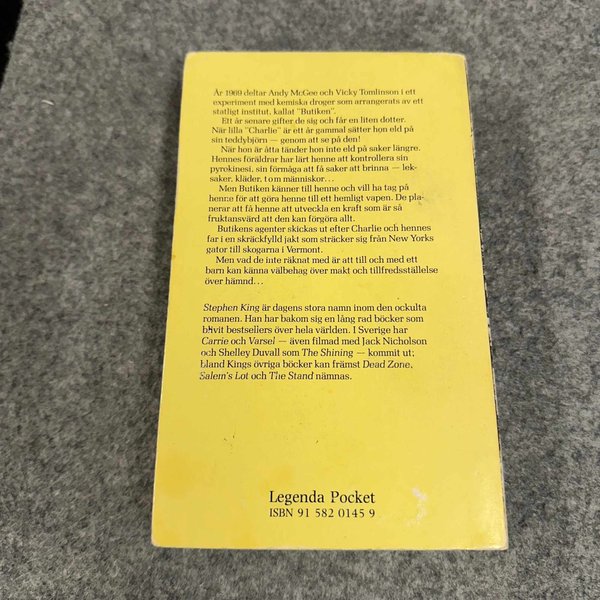 År 1969 deltar Andy McGee och Vicky Tomlinson i ett
experiment med kemiska droger som arrangerats av ett
statligt institut, kallat "Butiken".
Ett år senare gifter de sig och får en liten dotter.
När lilla "Charlie" är ett år gammal sätter hon eld på
sin teddybjörn — genom att se på den!
När hon är åtta tänder hon inte eld på saker längre.
Hennes föräldrar har lärt henne att kontrollera sin
pyrekinesi, sin förmåga att få saker att brinna — lek-
saker, kläder, t o m människor...
Men Butiken känner till henne och vill ha tag på
henne för att göra henne till ett hemligt vapen. De pla-
nerar att få henne att utveckla en kraft som är så
fruktansvärd att den kan förgöra allt.
Butikens agenter skickas ut efter Charlie och hennes
far i en skräckfylld jakt som sträcker sig från New Yorks
gator till skogarna i Vermont.
Men vad de inte räknat med är att till och med ett
barn kan känna välbehag över makt och tillfredsställelse
över hämnd...
Stephen King är dagens stora namn inom den ockulta
romanen. Han har bakom sig en lång rad böcker som
blivit bestsellers över hela världen. I Sverige har
Carrie och Varsel — även filmad med Jack Nicholson
och Shelley Duvall som The Shining — kommit ut;
bland Kings övriga böcker kan främst Dead Zone,
Salem's Lot och The Stand nämnas.
Legenda Pocket
ISBN 91 582 0145 9